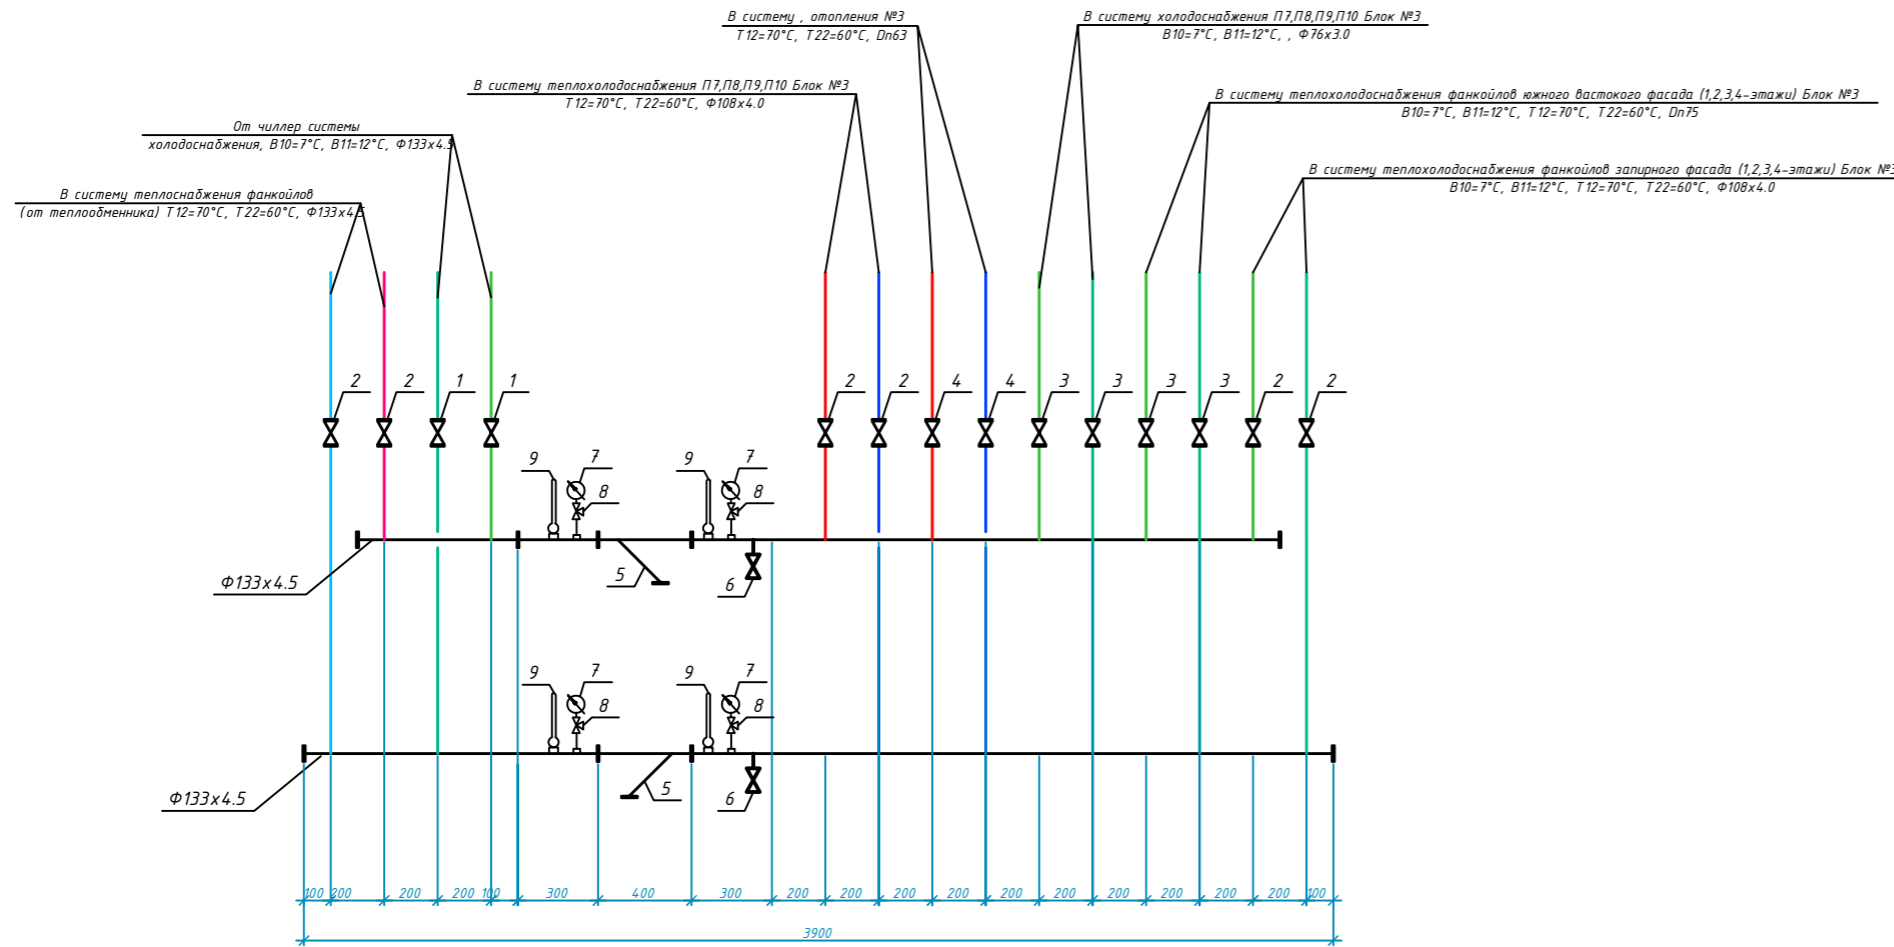 В систему , отопления №3
Т12=70°C, Т22=60°C, Dn63
В систему холодоснабжения П7,П8,П9,П10 Блок №3
В10=7°C, В11=12°C, , Ф76х3.0
В систему теплохолодоснабжения П7,П8,П9,П10 Блок №3
Т12=70°C, Т22=60°C, Ф108х4.0
В систему теплохолодоснабжения фанкойлов южного вастокого фасада (1,2,3,4-этажи) Блок №3
В10=7°C, В11=12°C, Т12=70°C, Т22=60°C, Dn75
От чиллер системы
холодоснабжения, В10=7°C, В11=12°C, Ф133х4.5
В систему теплохолодоснабжения фанкойлов запирного фасада (1,2,3,4-этажи) Блок №3
В10=7°C, В11=12°C, Т12=70°C, Т22=60°C, Ф108х4.0
В систему теплоснабжения фанкойлов
(от теплообменника) Т12=70°C, Т22=60°C, Ф133х4.5
2 2 1 1 2 2 4 4 3 3 3 3 2 2
9 7 9 7
8 8
Ф133х4.5 5 6
9 7 9 7
8 8
Ф133х4.5 5 6
100 200 200 200 100 300 400 300 200 200 200 200 200 200 200 200 200 200 100
3900